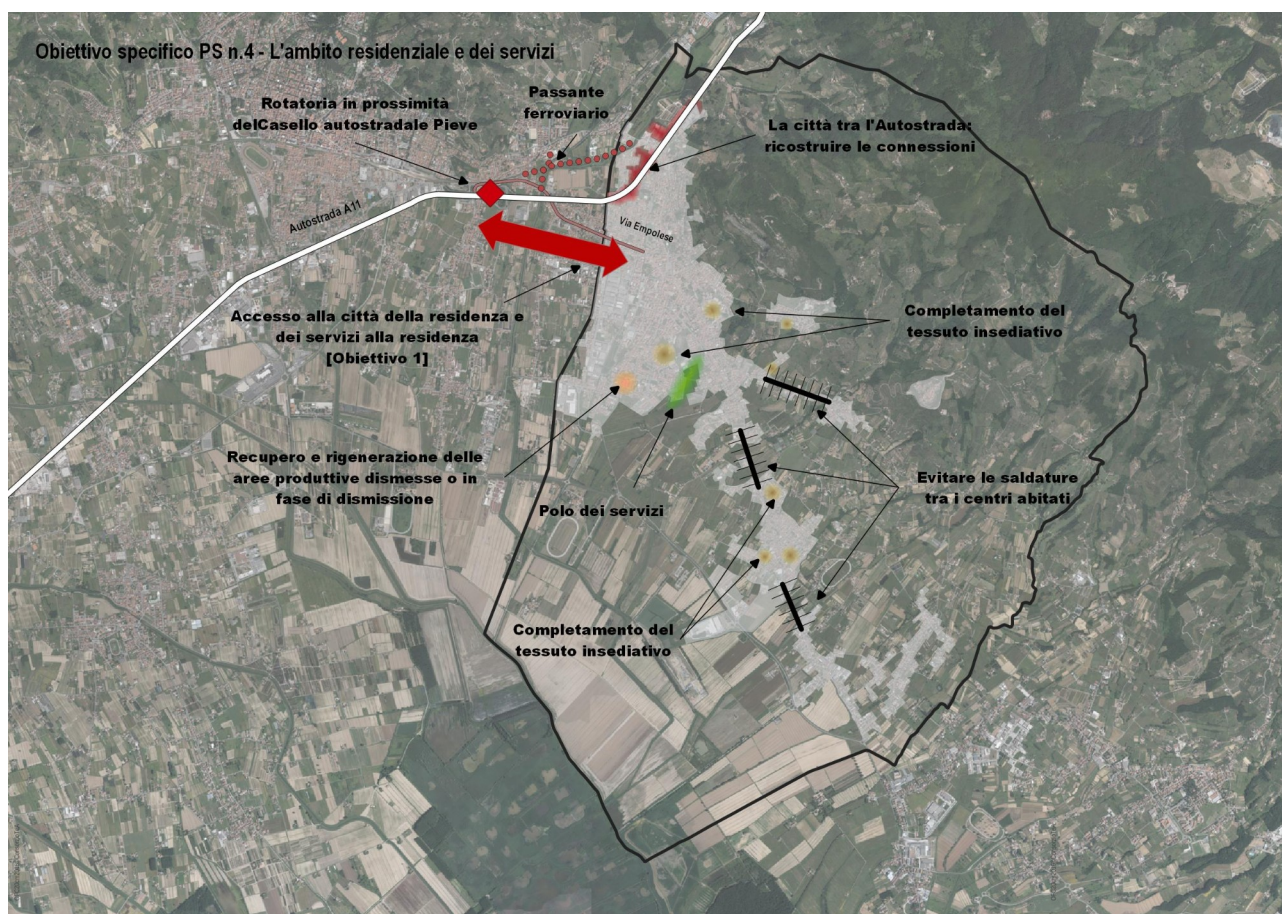 Obiettivo specifico PS n.4 - L'ambito residenziale e dei servizi
Rotatoria in prossimità
delCasello autostradale Pieve
Passante
ferroviario
La città tra l'Autostrada:
ricostruire le connessioni
Autostrada A11
Via Empolese
Accesso alla città della residenza e
dei servizi alla residenza
[Obiettivo 1]
Completamento del
tessuto insediativo
Recupero e rigenerazione delle
aree produttive dismesse o in
fase di dismissione
Polo dei servizi
Evitare le saldature
tra i centri abitati
Completamento del
tessuto insediativo